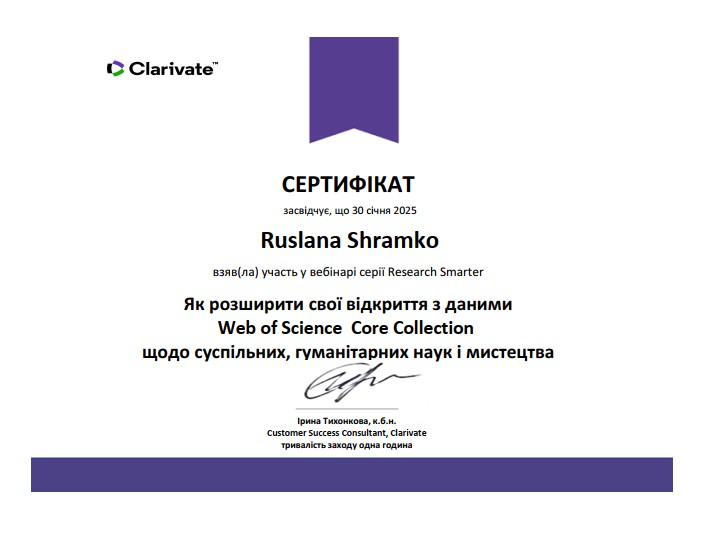 Clarivate™
СЕРТИФІКАТ
засвідчує, що 30 січня 2025
Ruslana Shramko
взяв(ла) участь у вебінарі серії Research Smarter
Як розширити свої відкриття з даними
Web of Science Core Collection
щодо суспільних, гуманітарних наук і мистецтва
Ірина Тихонкова, к.б.н.
Customer Success Consultant, Clarivate
тривалість заходу одна година